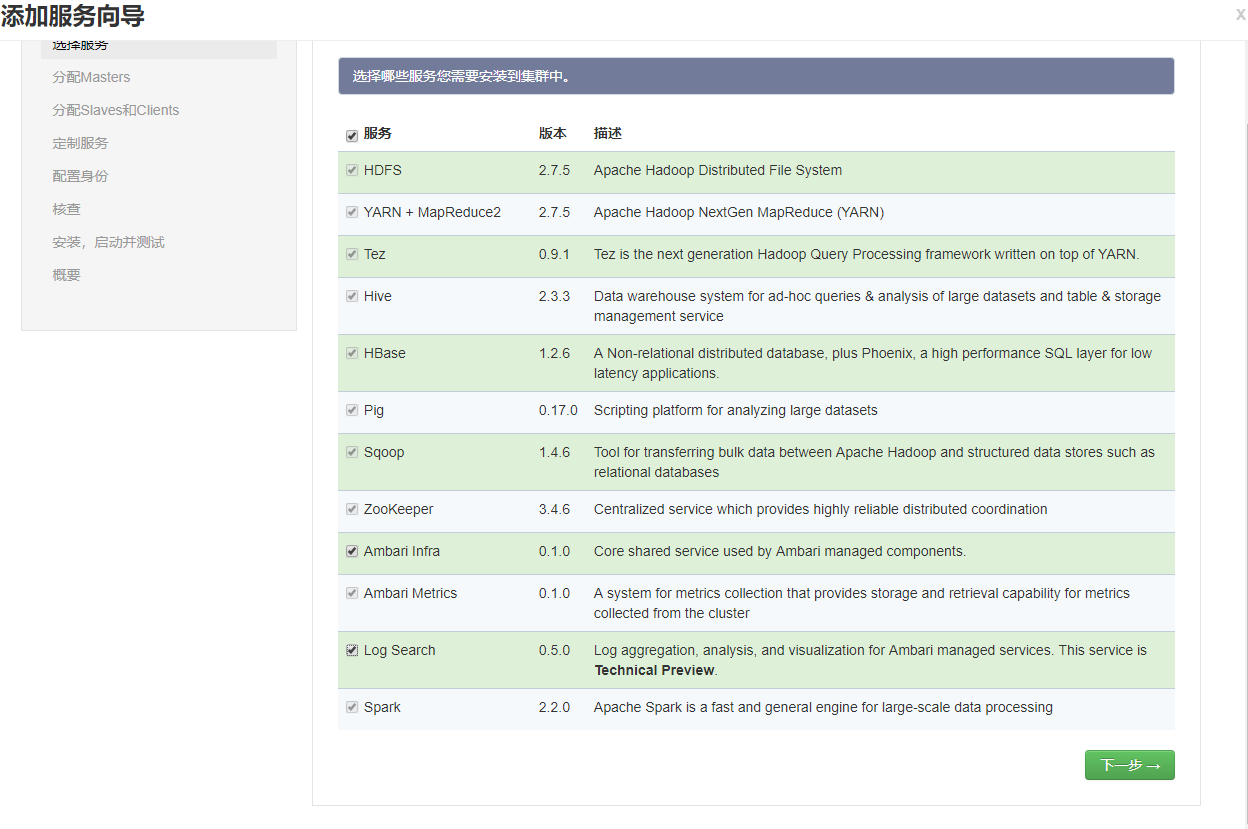 添加服务向导
x
选择服务
分配Masters
分配Slaves和Clients
定制服务
配置身份
核查
安装，启动并测试
概要
选择哪些服务您需要安装到集群中。
服务 版本 描述
HDFS 2.7.5 Apache Hadoop Distributed File System
YARN + MapReduce2 2.7.5 Apache Hadoop NextGen MapReduce (YARN)
Tez 0.9.1 Tez is the next generation Hadoop Query Processing framework written on top of YARN.
Hive 2.3.3 Data warehouse system for ad-hoc queries & analysis of large datasets and table & storage
management service
HBase 1.2.6 A Non-relational distributed database, plus Phoenix, a high performance SQL layer for low
latency applications.
Pig 0.17.0 Scripting platform for analyzing large datasets
Sqoop 1.4.6 Tool for transferring bulk data between Apache Hadoop and structured data stores such as
relational databases
ZooKeeper 3.4.6 Centralized service which provides highly reliable distributed coordination
Ambari Infra 0.1.0 Core shared service used by Ambari managed components.
Ambari Metrics 0.1.0 A system for metrics collection that provides storage and retrieval capability for metrics
collected from the cluster
Log Search 0.5.0 Log aggregation, analysis, and visualization for Ambari managed services. This service is
Technical Preview.
Spark 2.2.0 Apache Spark is a fast and general engine for large-scale data processing
下一步 →